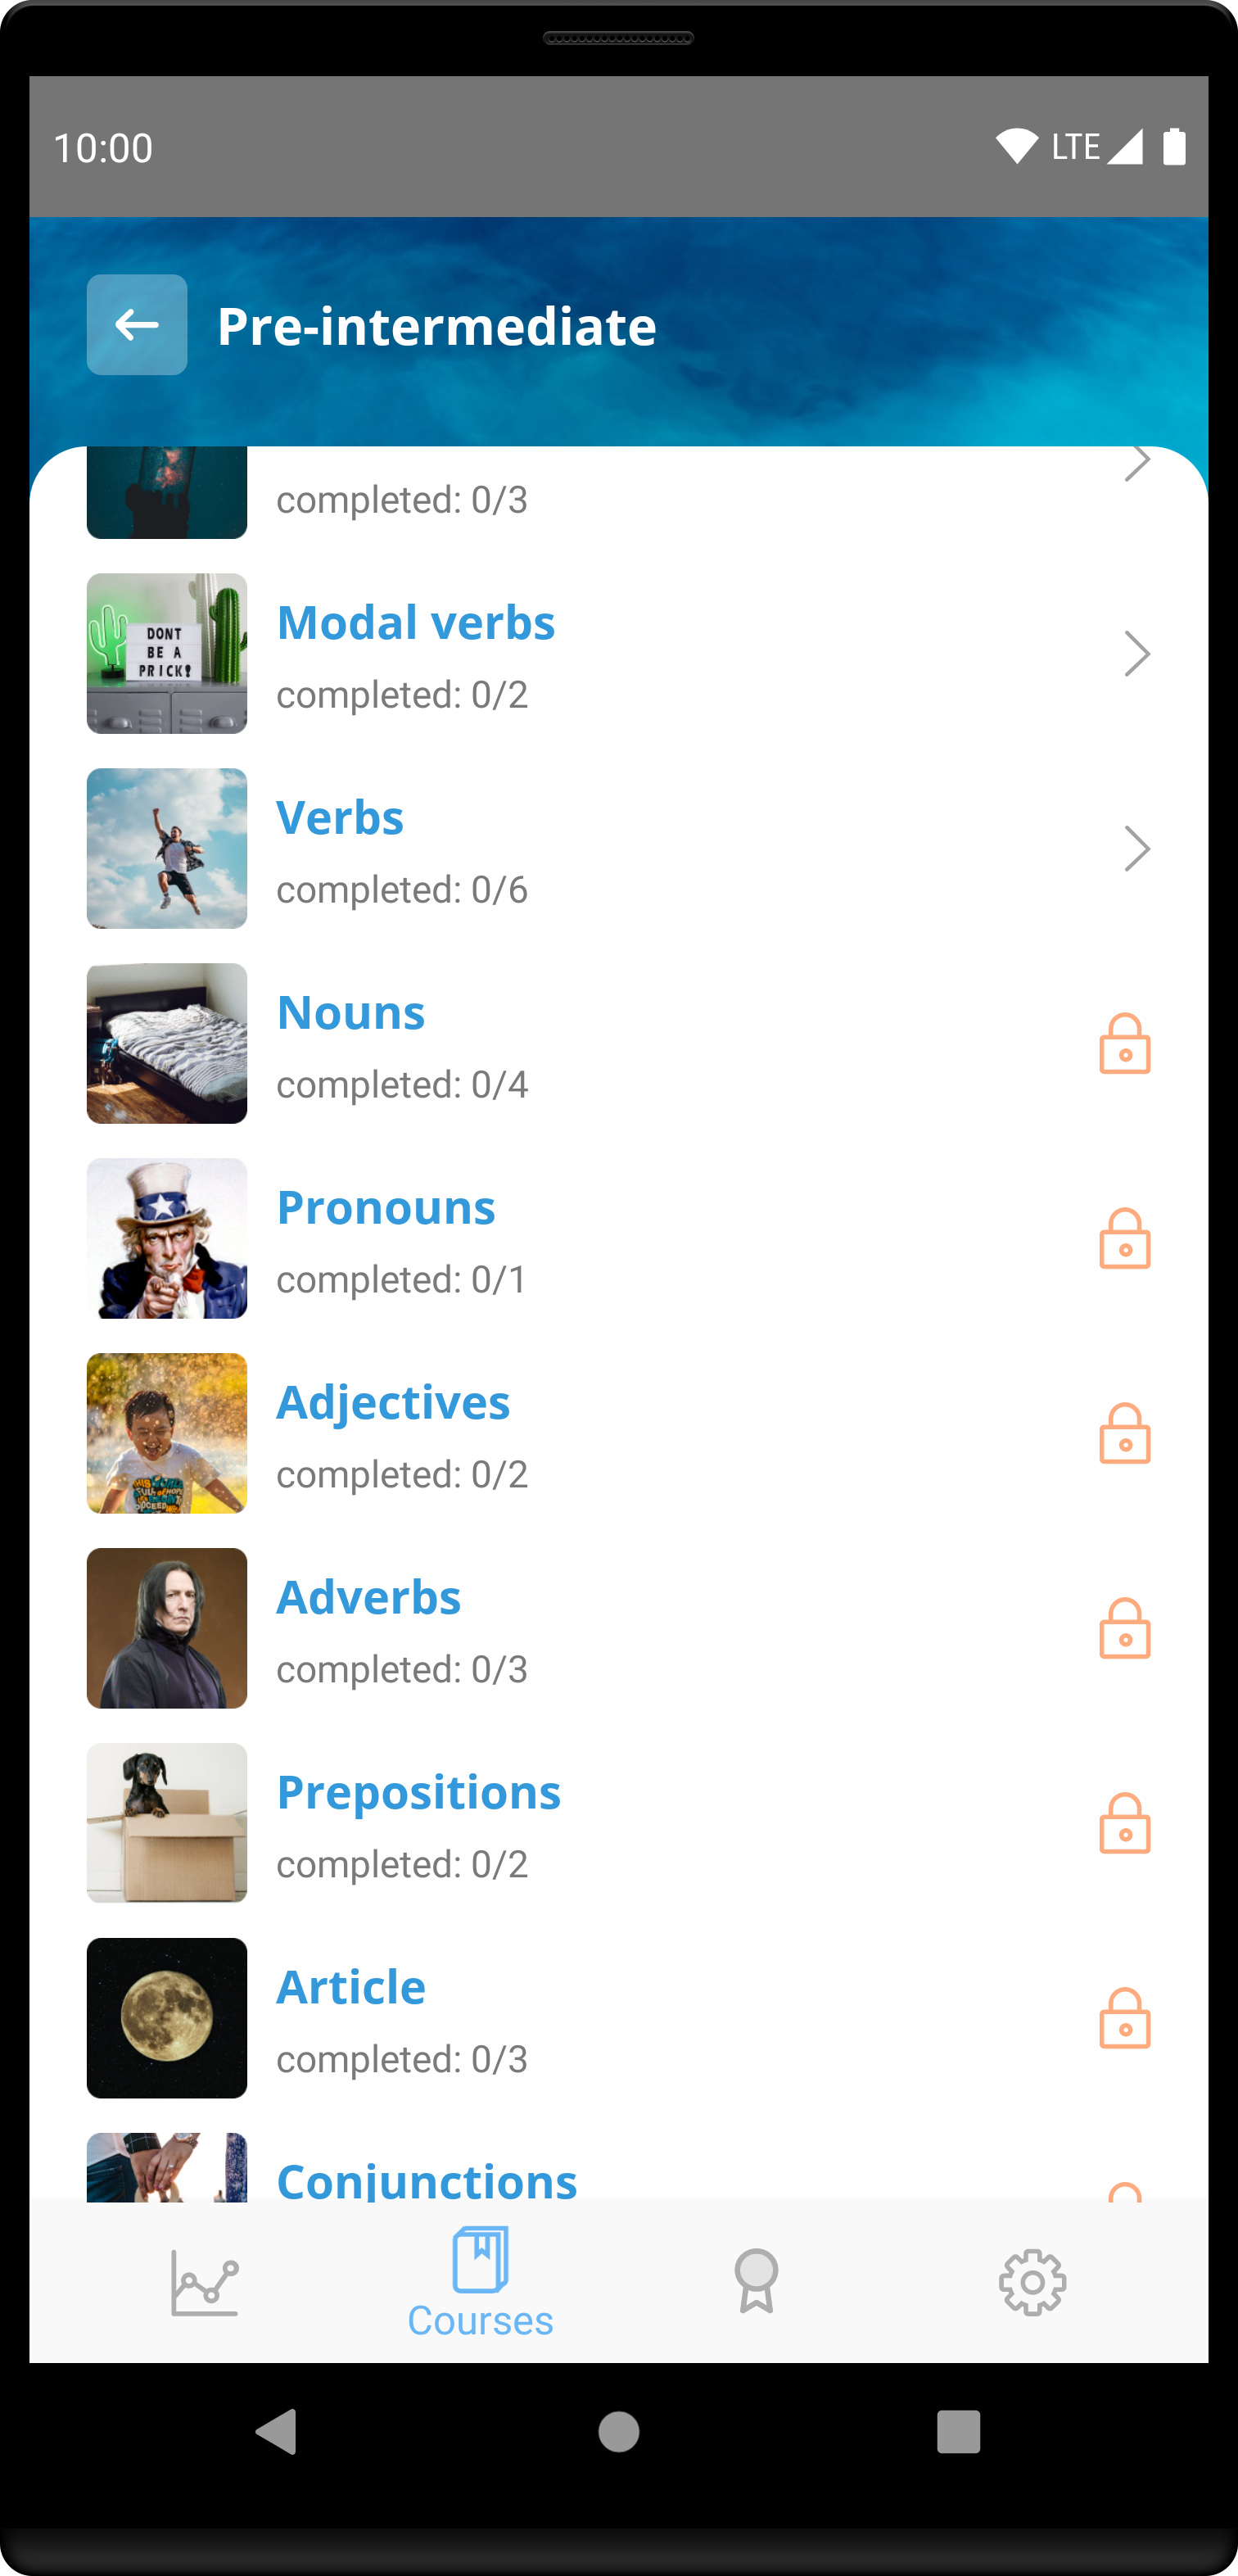 10:00
LTE
Pre-intermediate
completed: 0/3
DONT
BE A
PRICK!
Modal verbs
completed: 0/2
Verbs
completed: 0/6
Nouns
completed: 0/4
Pronouns
completed: 0/1
Adjectives
completed: 0/2
Adverbs
completed: 0/3
Prepositions
completed: 0/2
Article
completed: 0/3
Conjunctions
Courses